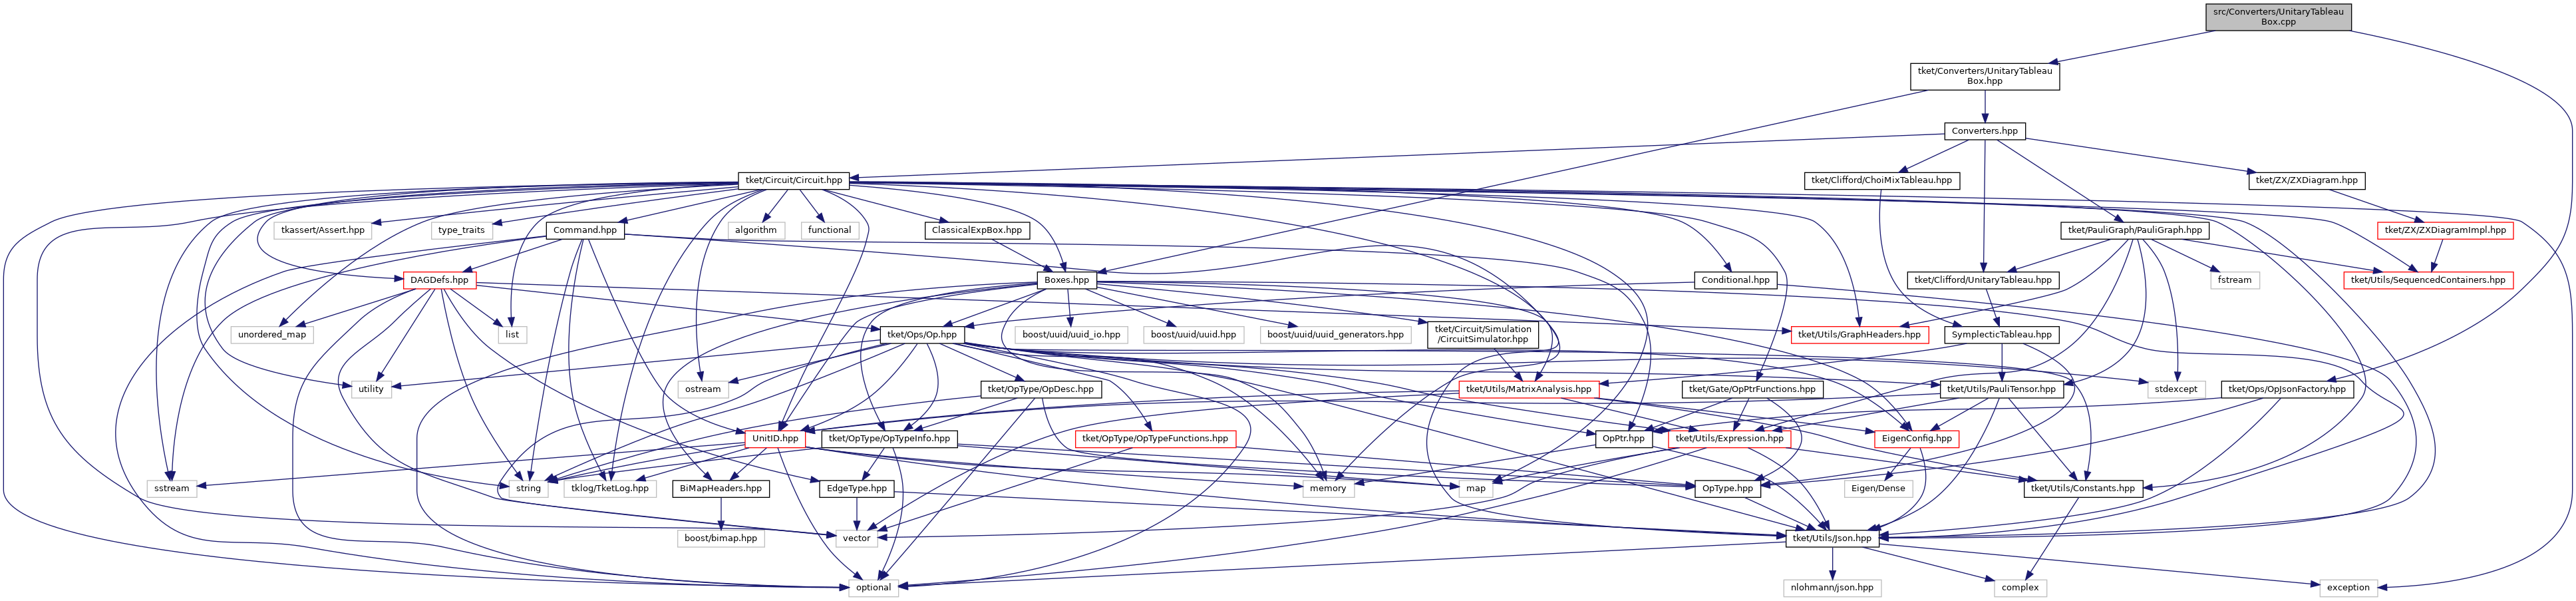 src/Converters/UnitaryTableau
Box.cpp
tket/Converters/UnitaryTableau
Box.hpp
Converters.hpp
tket/Circuit/Circuit.hpp
tket/Clifford/ChoiMixTableau.hpp
tket/ZX/ZXDiagram.hpp
tkassert/Assert.hpp
type_traits
Command.hpp
algorithm
functional
ClassicalExpBox.hpp
tket/PauliGraph/PauliGraph.hpp
tket/ZX/ZXDiagramImpl.hpp
DAGDefs.hpp
Boxes.hpp
Conditional.hpp
tket/Clifford/UnitaryTableau.hpp
fstream
tket/Utils/SequencedContainers.hpp
unordered_map
list
tket/Ops/Op.hpp
boost/uuid/uuid_io.hpp
boost/uuid/uuid.hpp
boost/uuid/uuid_generators.hpp
tket/Circuit/Simulation
/CircuitSimulator.hpp
tket/Utils/GraphHeaders.hpp
SymplecticTableau.hpp
utility
ostream
tket/OpType/OpDesc.hpp
tket/Utils/MatrixAnalysis.hpp
tket/Gate/OpPtrFunctions.hpp
tket/Utils/PauliTensor.hpp
stdexcept
tket/Ops/OpJsonFactory.hpp
UnitID.hpp
tket/OpType/OpTypeInfo.hpp
tket/OpType/OpTypeFunctions.hpp
OpPtr.hpp
tket/Utils/Expression.hpp
EigenConfig.hpp
sstream
string
tklog/TketLog.hpp
BiMapHeaders.hpp
EdgeType.hpp
memory
map
OpType.hpp
Eigen/Dense
tket/Utils/Constants.hpp
boost/bimap.hpp
vector
tket/Utils/Json.hpp
optional
nlohmann/json.hpp
complex
exception